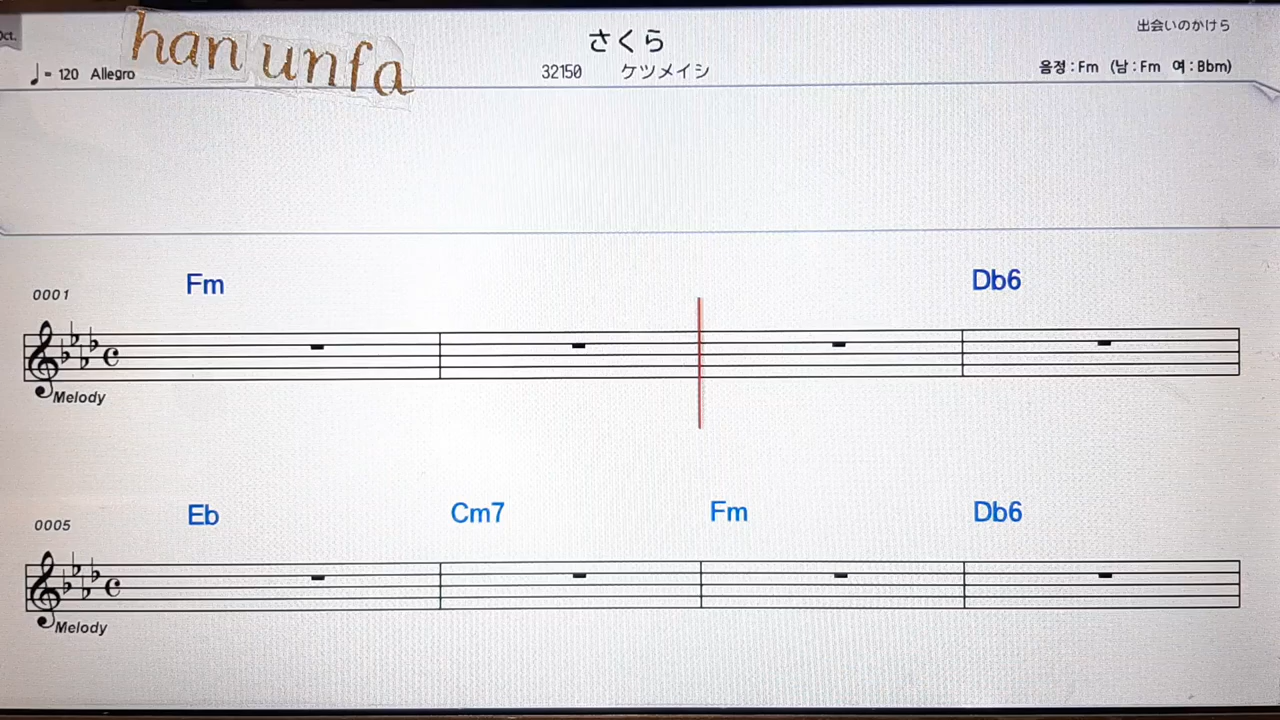 Oct.
han unfa
さくら
出会いのかけら
♩= 120 Allegro
32150 ケツメイシ
음정 : Fm (남 : Fm 여 : Bbm)
Fm Db6
0001
Melody
Eb Cm7 Fm Db6
0005
Melody